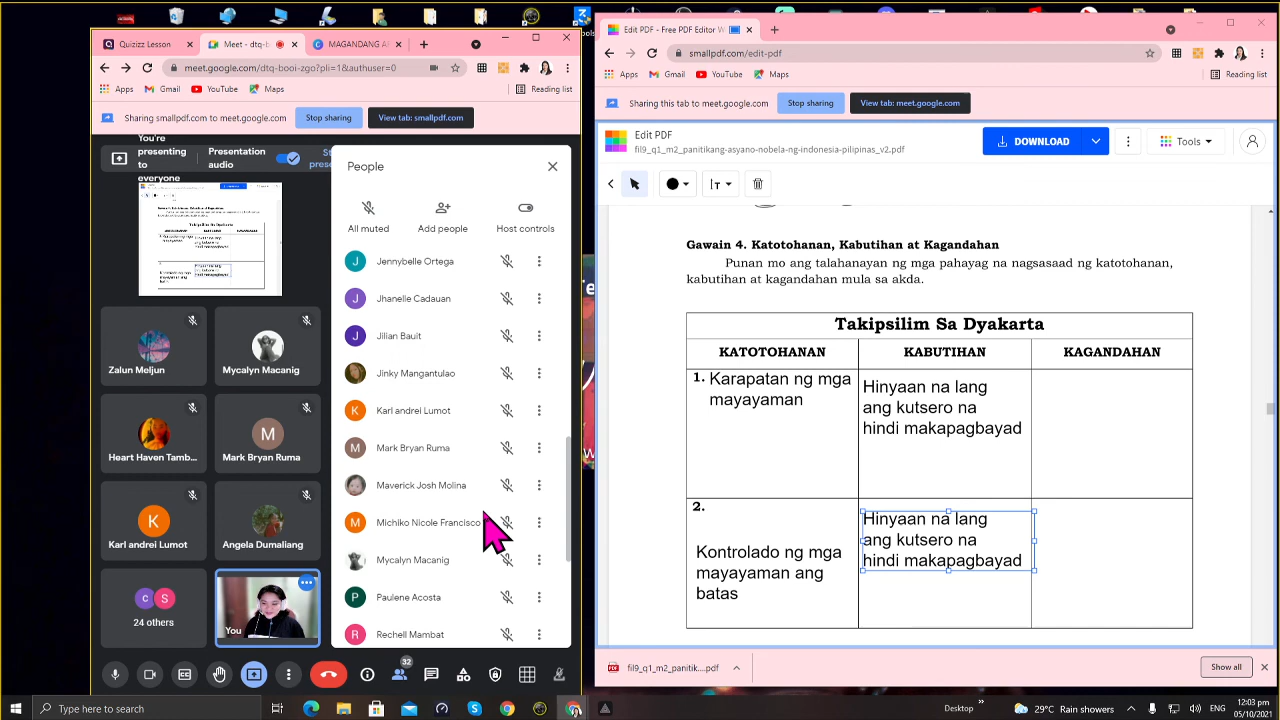 Quizizz Lesson
Meet - dtq-b
MAGANDANG A
meet.google.com/dtq-booi-zgo?pli=1&authuser=0
Apps
Gmail
YouTube
Maps
Reading list
Sharing smallpdf.com to meet.google.com
Stop sharing
View tab: smallpdf.com
You're
presenting
to
everyone
Presentation
audio
People
All muted
Add people
Host controls
Jennybelle Ortega
Jhanelle Cadauan
Jilian Bauit
Jinky Mangantulao
Karl andrei Lumot
Mark Bryan Ruma
Maverick Josh Molina
Michiko Nicole Francisco
Mycalyn Macanig
Paulene Acosta
Rechell Mambat
Zalun Meljun
Mycalyn Macanig
Heart Haven Tamb...
Mark Bryan Ruma
Karl andrei Lumot
Angela Dumaliang
24 others
You
32
Edit PDF - Free PDF Editor W
smallpdf.com/edit-pdf
Apps
Gmail
YouTube
Maps
Reading list
Sharing this tab to meet.google.com
Stop sharing
View tab: meet.google.com
Edit PDF
fil9_q1_m2_panitikang-asyano-nobela-ng-indonesia-pilipinas_v2.pdf
DOWNLOAD
Tools
Gawain 4. Katotohanan, Kabutihan at Kagandahan
Punan mo ang talahanayan ng mga pahayag na nagsasaad ng katotohanan,
kabutihan at kagandahan mula sa akda.
Takipsilim Sa Dyakarta
KATOTOHANAN
KABUTIHAN
KAGANDAHAN
1. Karapatan ng mga
mayayaman
Hinyaan na lang
ang kutsero na
hindi makapagbayad
2.
Kontrolado ng mga
mayayaman ang
batas
Hinyaan na lang
ang kutsero na
hindi makapagbayad
fil9_q1_m2_panitik....pdf
Show all
Type here to search
Desktop
29°C Rain showers
ENG
12:03 pm
05/10/2021